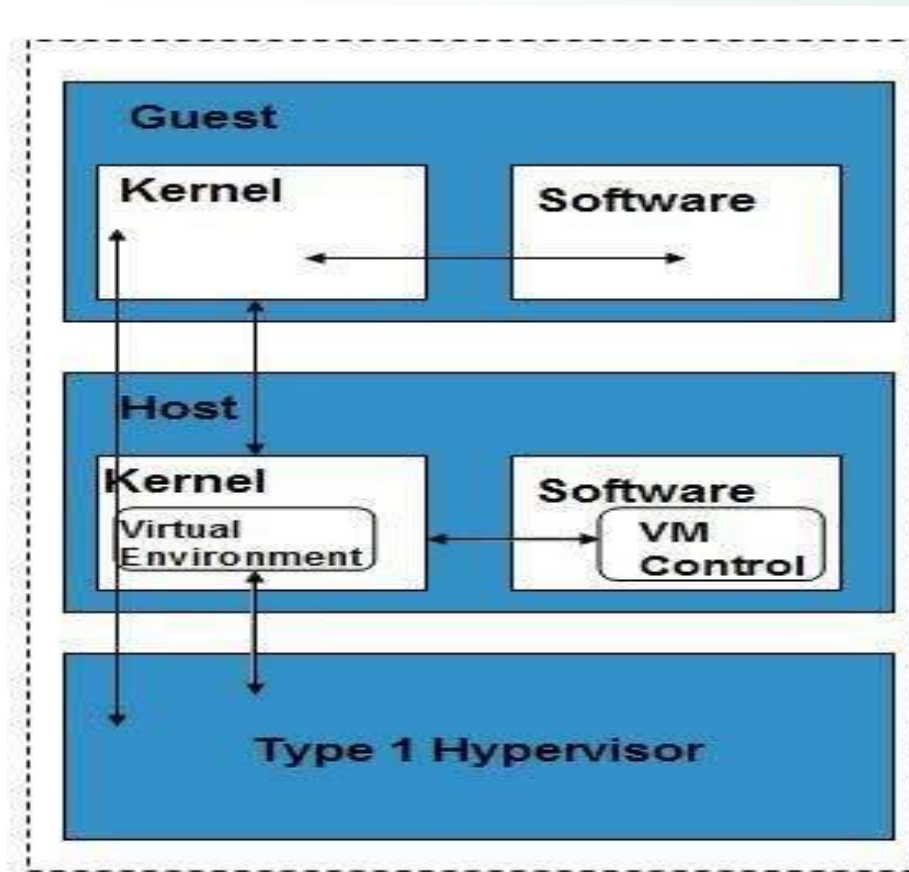 Guest
Kernel
Software
Host
Kernel
Virtual
Environment
Software
VM
Control
Type 1 Hypervisor